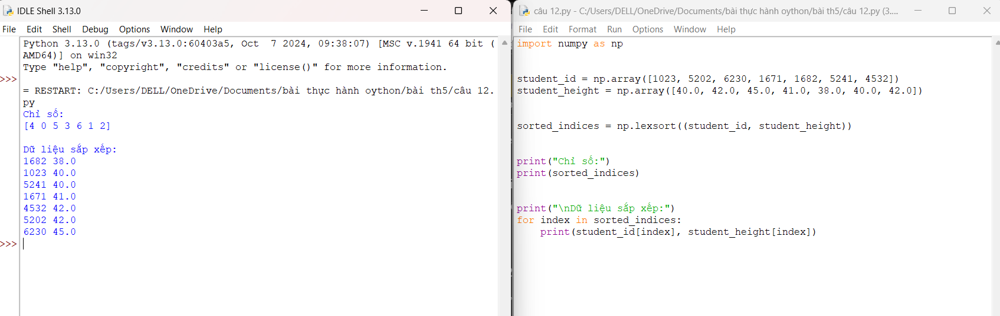 IDLE Shell 3.13.0
File Edit Shell Debug Options Window Help
Python 3.13.0 (tags/v3.13.0:60403a5, Oct  7 2024, 09:38:07) [MSC v.1941 64 bit (
AMD64)] on win32
Type "help", "copyright", "credits" or "license()" for more information.
>>>
= RESTART: C:/Users/DELL/OneDrive/Documents/bài thực hành oython/bài th5/câu 12.
py
Chỉ số:
[4 0 5 3 6 1 2]
Dữ liệu sắp xếp:
1682 38.0
1023 40.0
5241 40.0
1671 41.0
4532 42.0
5202 42.0
6230 45.0
>>>
câu 12.py - C:/Users/DELL/OneDrive/Documents/bài thực hành oython/bài th5/câu 12.py (3....
File Edit Format Run Options Window Help
import numpy as np
student_id = np.array([1023, 5202, 6230, 1671, 1682, 5241, 4532])
student_height = np.array([40.0, 42.0, 45.0, 41.0, 38.0, 40.0, 42.0])
sorted_indices = np.lexsort((student_id, student_height))
print("Chỉ số:")
print(sorted_indices)
print("\nDữ liệu sắp xếp:")
for index in sorted_indices:
    print(student_id[index], student_height[index])